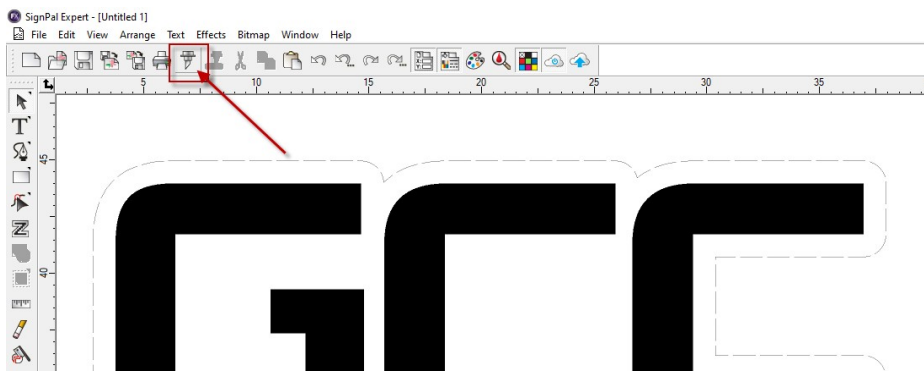 SignPal Expert - [Untitled 1]
File Edit View Arrange Text Effects Bitmap Window Help
5 10 15 20 25 30 35
45
40
GCC